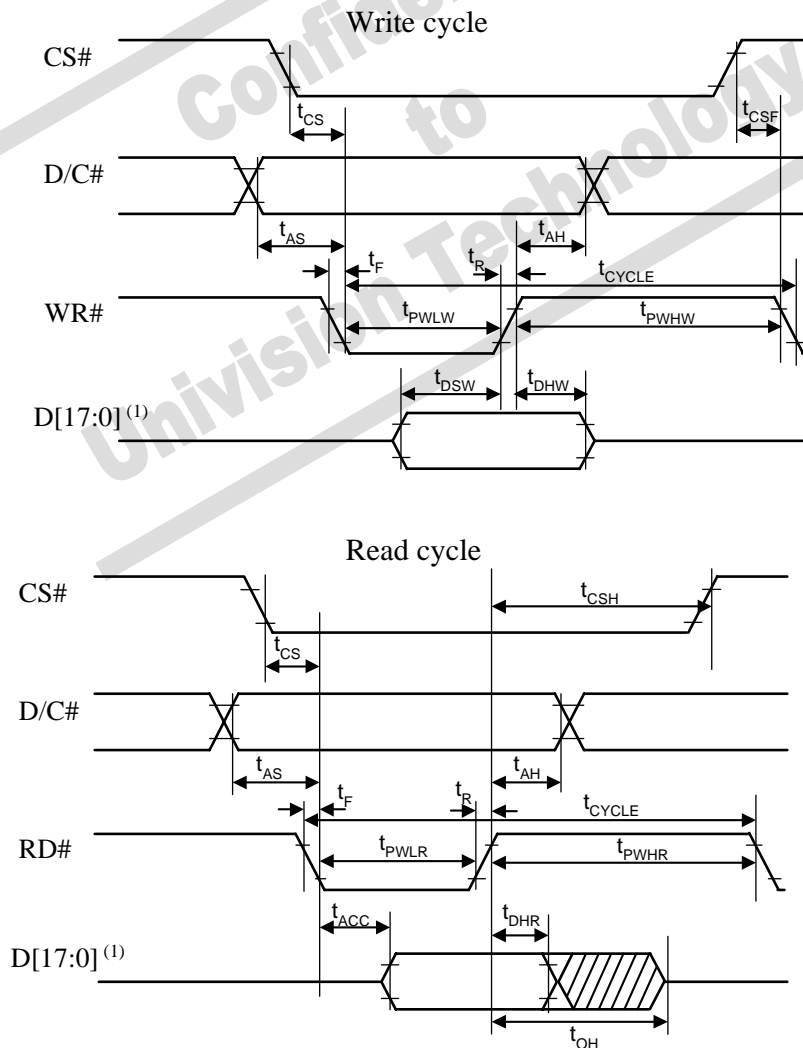 Write cycle
CS#
tCS
tCSF
D/C#
tAS
tF
tR
tAH
tCYCLE
WR#
tPWLW
tPWHW
tDSW
tDHW
D[17:0](1)
Univision Technology
to
Read cycle
CS#
tCSH
tCS
D/C#
tAS
tF
tR
tAH
tCYCLE
RD#
tPWLR
tPWHR
tACC
tDHR
D[17:0](1)
tOH